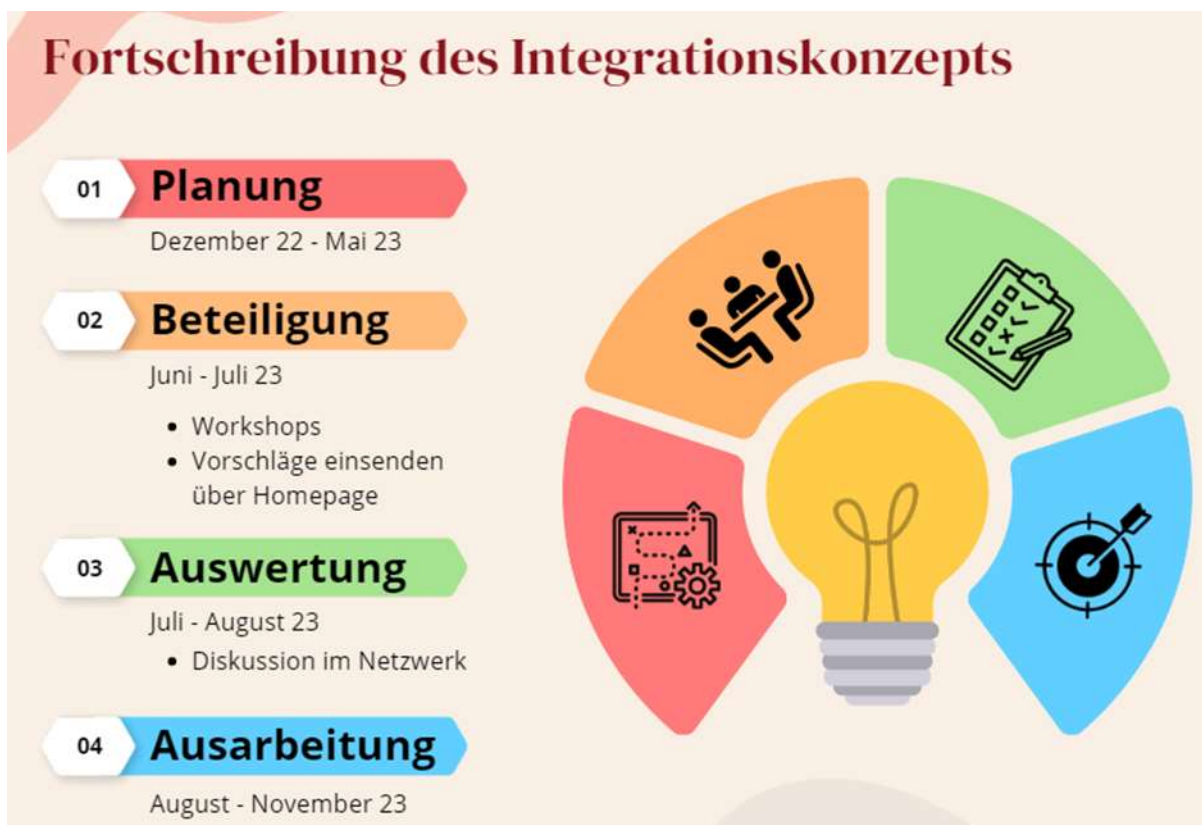 Fortschreibung des Integrationskonzepts
01 Planung
Dezember 22 - Mai 23
02 Beteiligung
Juni - Juli 23
• Workshops
• Vorschläge einsenden
über Homepage
03 Auswertung
Juli - August 23
• Diskussion im Netzwerk
04 Ausarbeitung
August - November 23